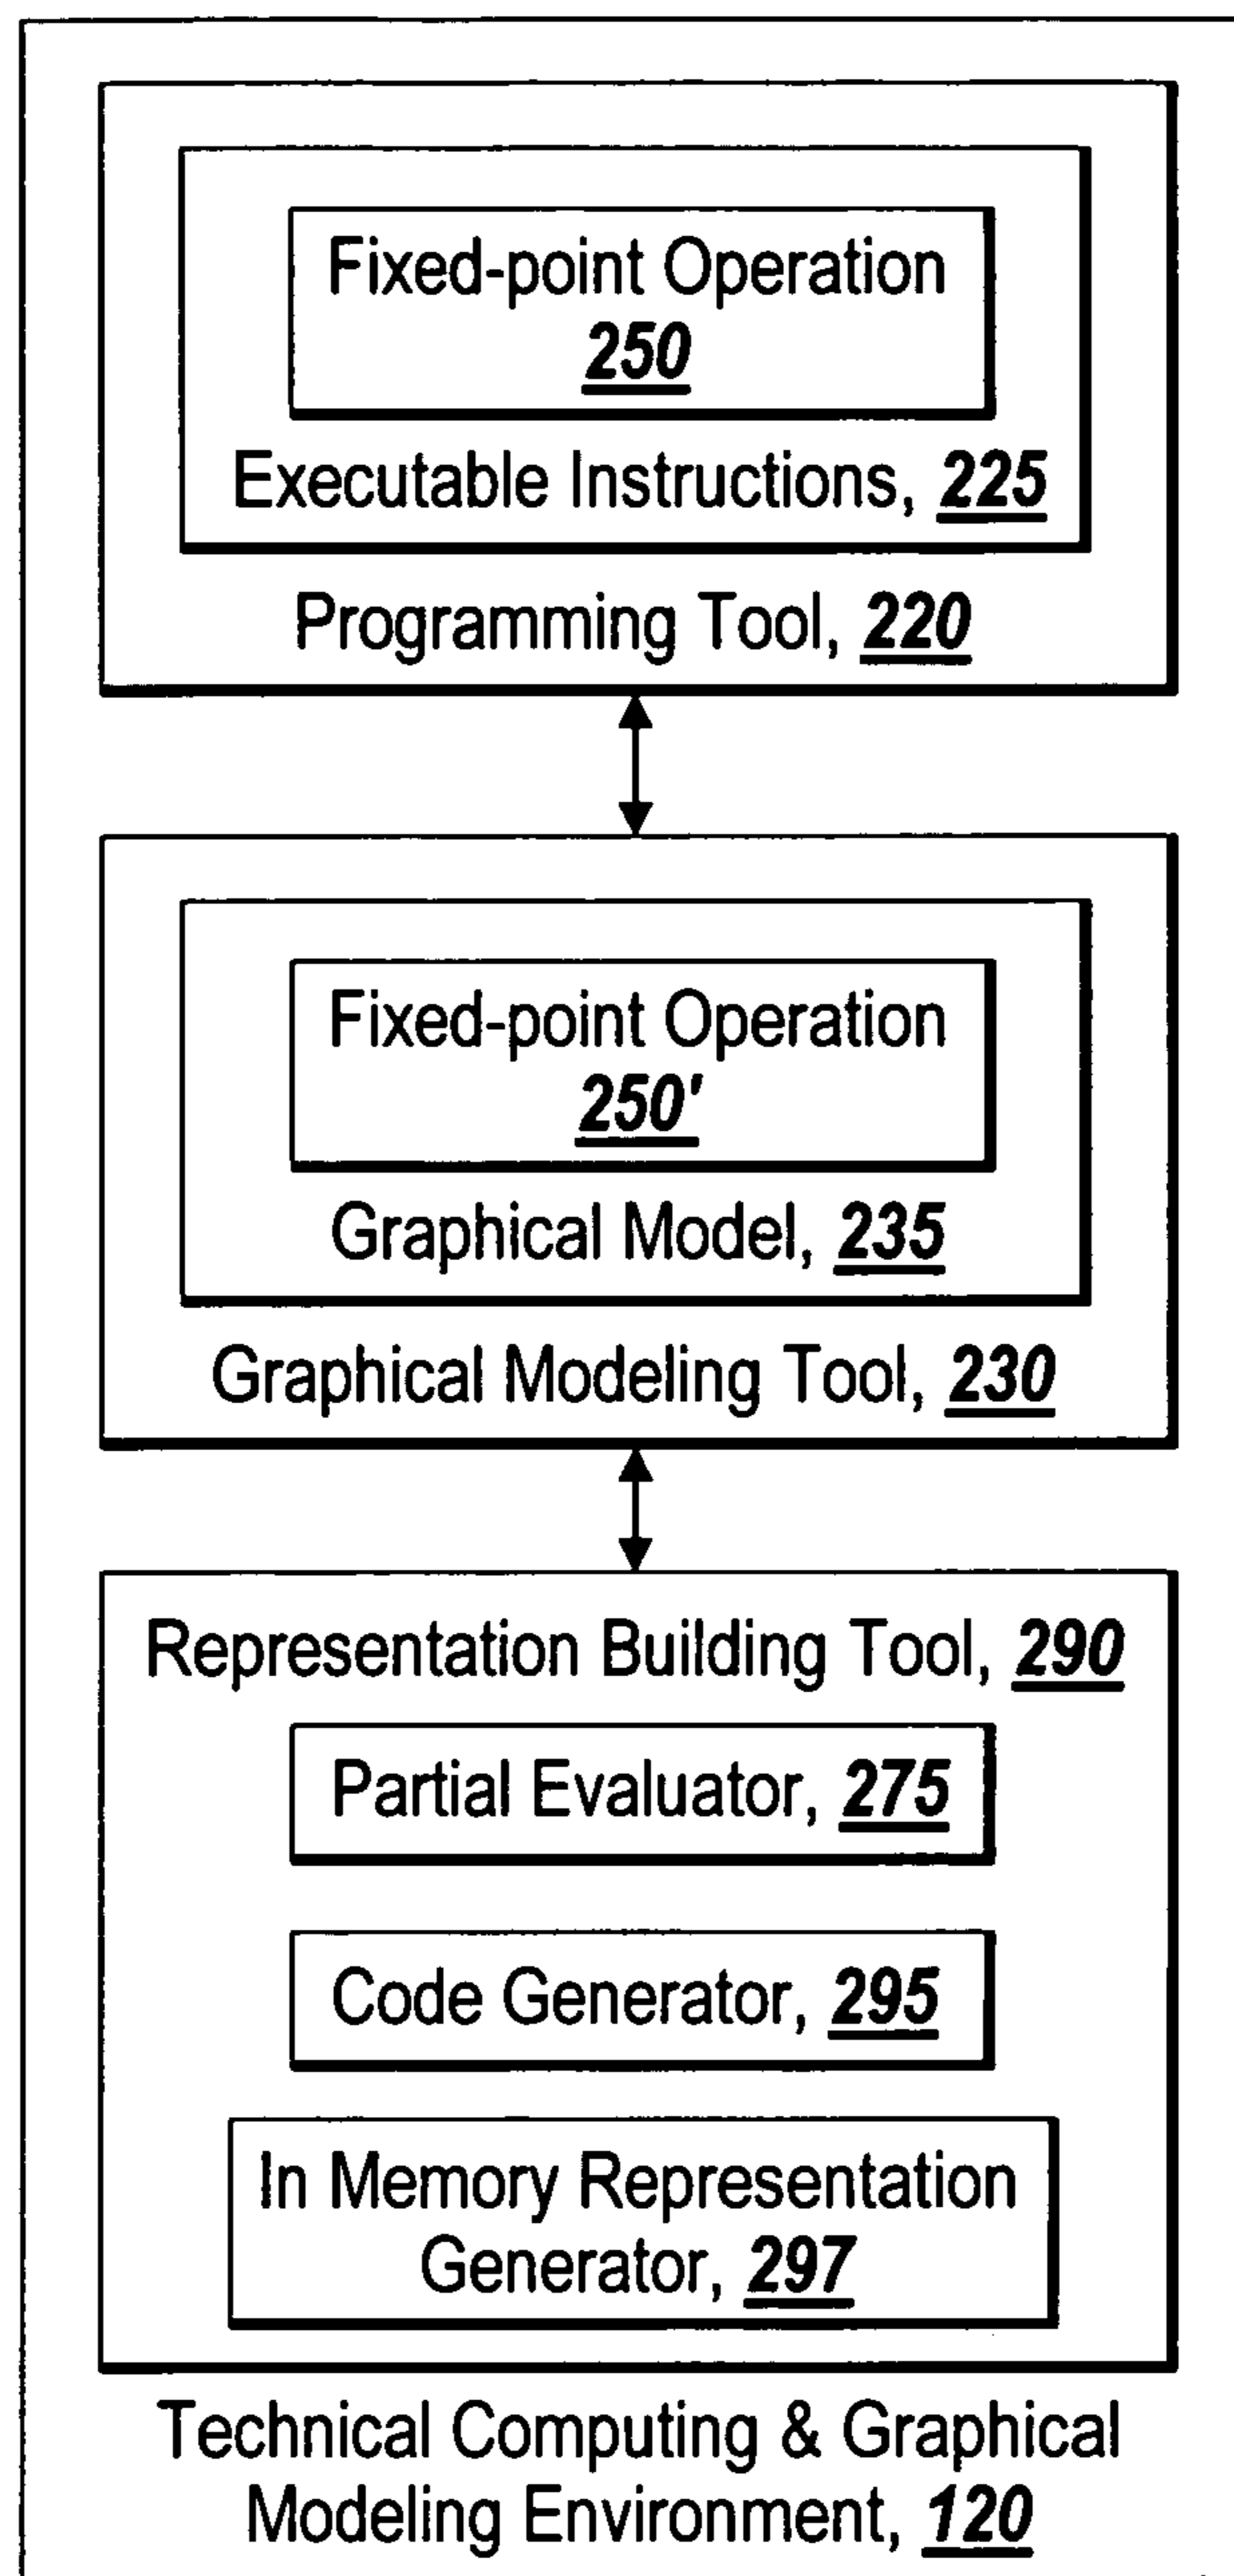 Fixed-point Operation
250
Executable Instructions, 225
Programming Tool, 220
Fixed-point Operation
250'
Graphical Model, 235
Graphical Modeling Tool, 230
Representation Building Tool, 290
Partial Evaluator, 275
Code Generator, 295
In Memory Representation
Generator, 297
Technical Computing & Graphical
Modeling Environment, 120